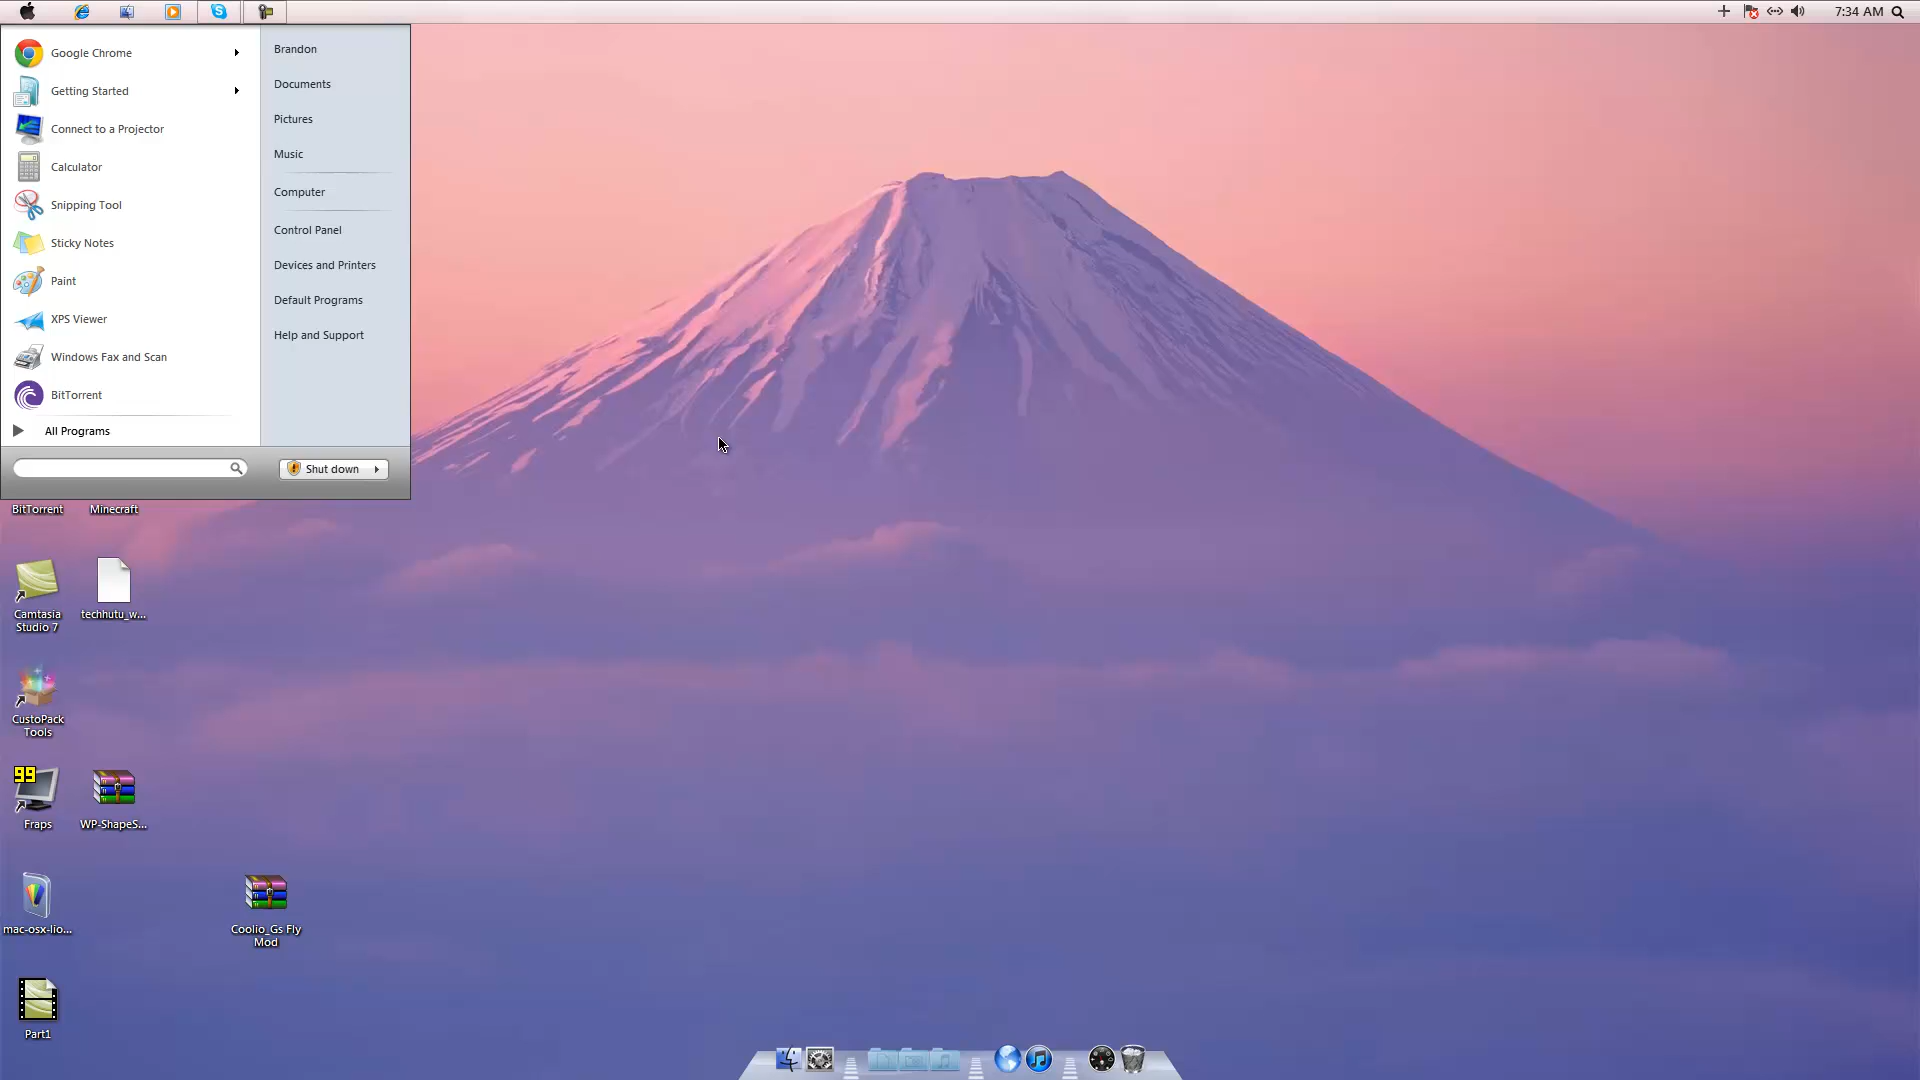 7:34 AM
Google Chrome
Getting Started
Connect to a Projector
Calculator
Snipping Tool
Sticky Notes
Paint
XPS Viewer
Windows Fax and Scan
BitTorrent
All Programs
Brandon
Documents
Pictures
Music
Computer
Control Panel
Devices and Printers
Default Programs
Help and Support
Shut down
BitTorrent
Minecraft
Camtasia
Studio 7
techhutu_w...
CustoPack
Tools
99
Fraps
WP-ShapeS...
mac-osx-lio...
Coolio_Gs Fly
Mod
Part1